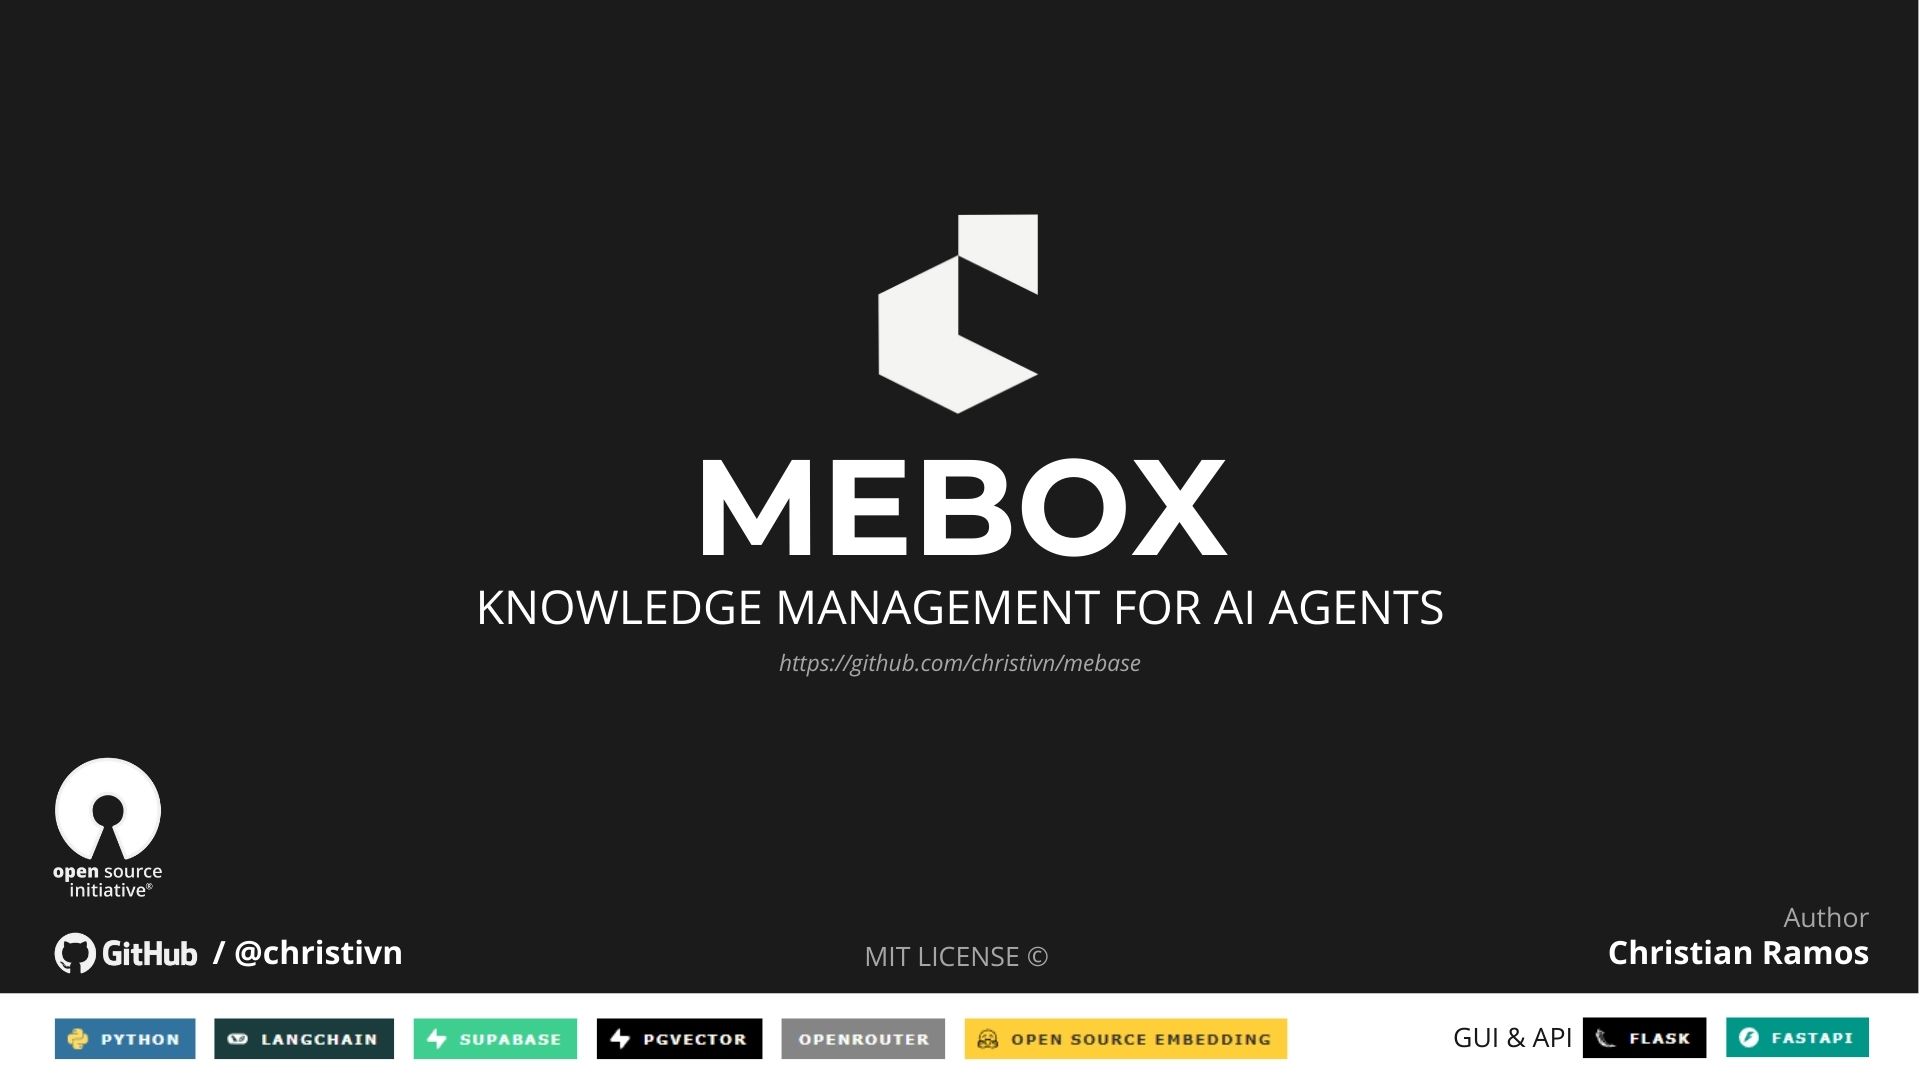 MEBOX
KNOWLEDGE MANAGEMENT FOR AI AGENTS
https://github.com/christivn/mebase
open source
initiative®
GitHub / @christivn
MIT LICENSE ©
Author
Christian Ramos
PYTHON LANGCHAIN SUPABASE PGVECTOR OPENROUTER OPEN SOURCE EMBEDDING GUI & API FLASK FASTAPI